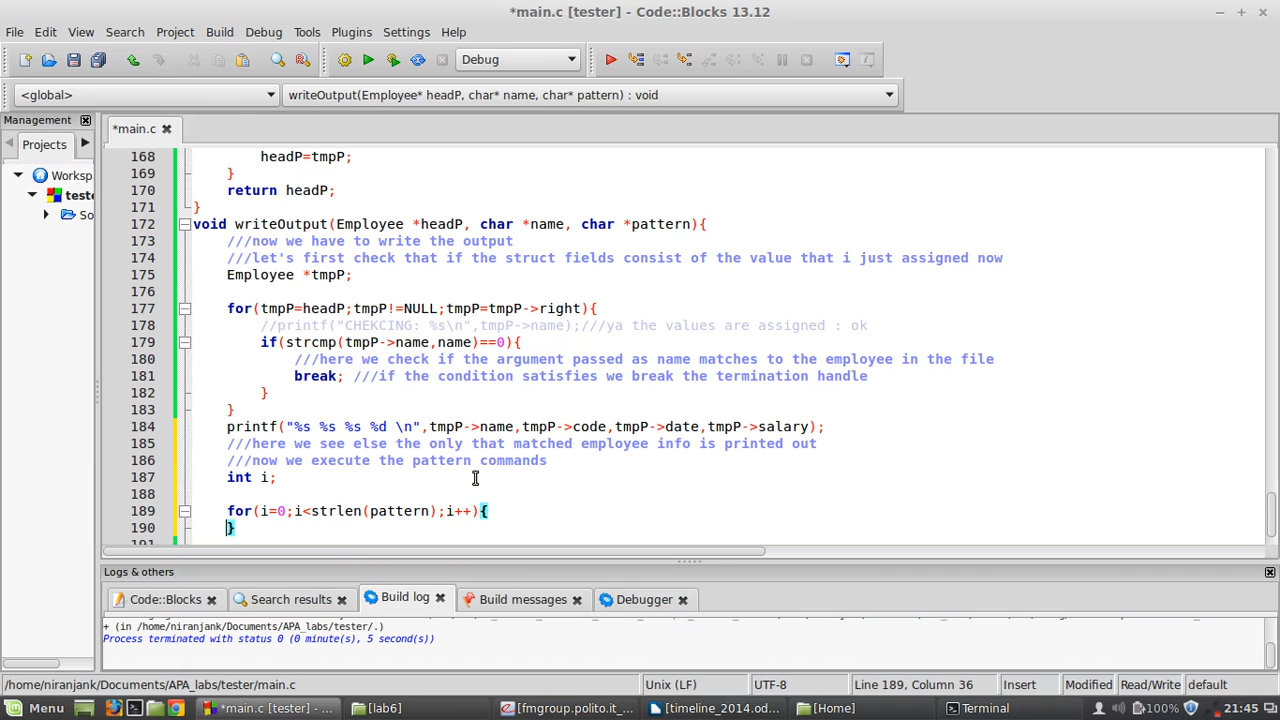 *main.c [tester] - Code::Blocks 13.12
File Edit View Search Project Build Debug Tools Plugins Settings Help
Debug
<global> writeOutput(Employee* headP, char* name, char* pattern) : void
Management
*main.c
Projects
Worksp
teste
So
168 headP=tmpP;
169 }
170 return headP;
171 }
172 void writeOutput(Employee *headP, char *name, char *pattern){
173 ///now we have to write the output
174 ///let's first check that if the struct fields consist of the value that i just assigned now
175 Employee *tmpP;
176
177 for(tmpP=headP;tmpP!=NULL;tmpP=tmpP->right){
178 //printf("CHEKCING: %s\n",tmpP->name);///ya the values are assigned : ok
179 if(strcmp(tmpP->name,name)==0){
180 ///here we check if the argument passed as name matches to the employee in the file
181 break; ///if the condition satisfies we break the termination handle
182 }
183 }
184 printf("%s %s %s %d \n",tmpP->name,tmpP->code,tmpP->date,tmpP->salary);
185 ///here we see else the only that matched employee info is printed out
186 ///now we execute the pattern commands
187 int i;
188
189 for(i=0;i<strlen(pattern);i++){
190 }
191
Logs & others
Code::Blocks Search results Build log Build messages Debugger
+ (in /home/niranjank/Documents/APA_labs/tester/.)
Process terminated with status 0 (0 minute(s), 5 second(s))
/home/niranjank/Documents/APA_labs/tester/main.c Unix (LF) UTF-8 Line 189, Column 36 Insert Modified Read/Write default
Menu *main.c [tester] - ... [lab6] [fmgroup.polito.it_... [timeline_2014.od... [Home] Terminal 100% 21:45